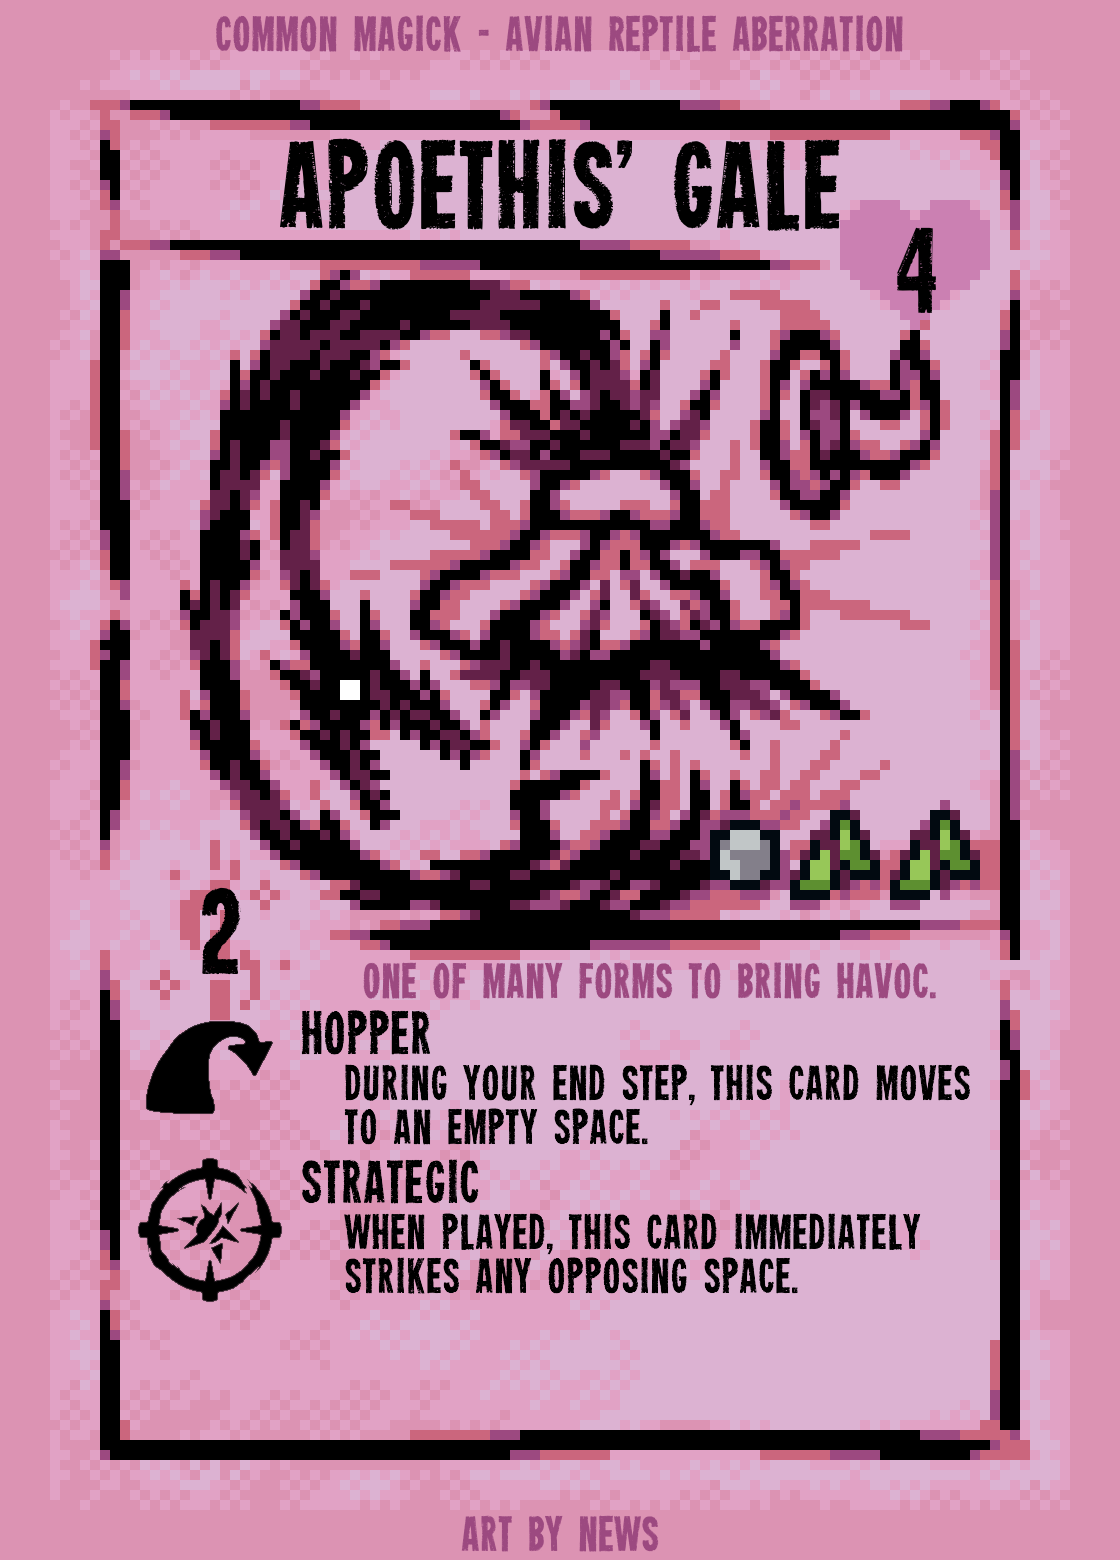 COMMON MAGICK - AVIAN REPTILE ABERRATION
APOETHIS' GALE
4
2
ONE OF MANY FORMS TO BRING HAVOC.
HOPPER
DURING YOUR END STEP, THIS CARD MOVES
TO AN EMPTY SPACE.
STRATEGIC
WHEN PLAYED, THIS CARD IMMEDIATELY
STRIKES ANY OPPOSING SPACE.
ART BY NEWS